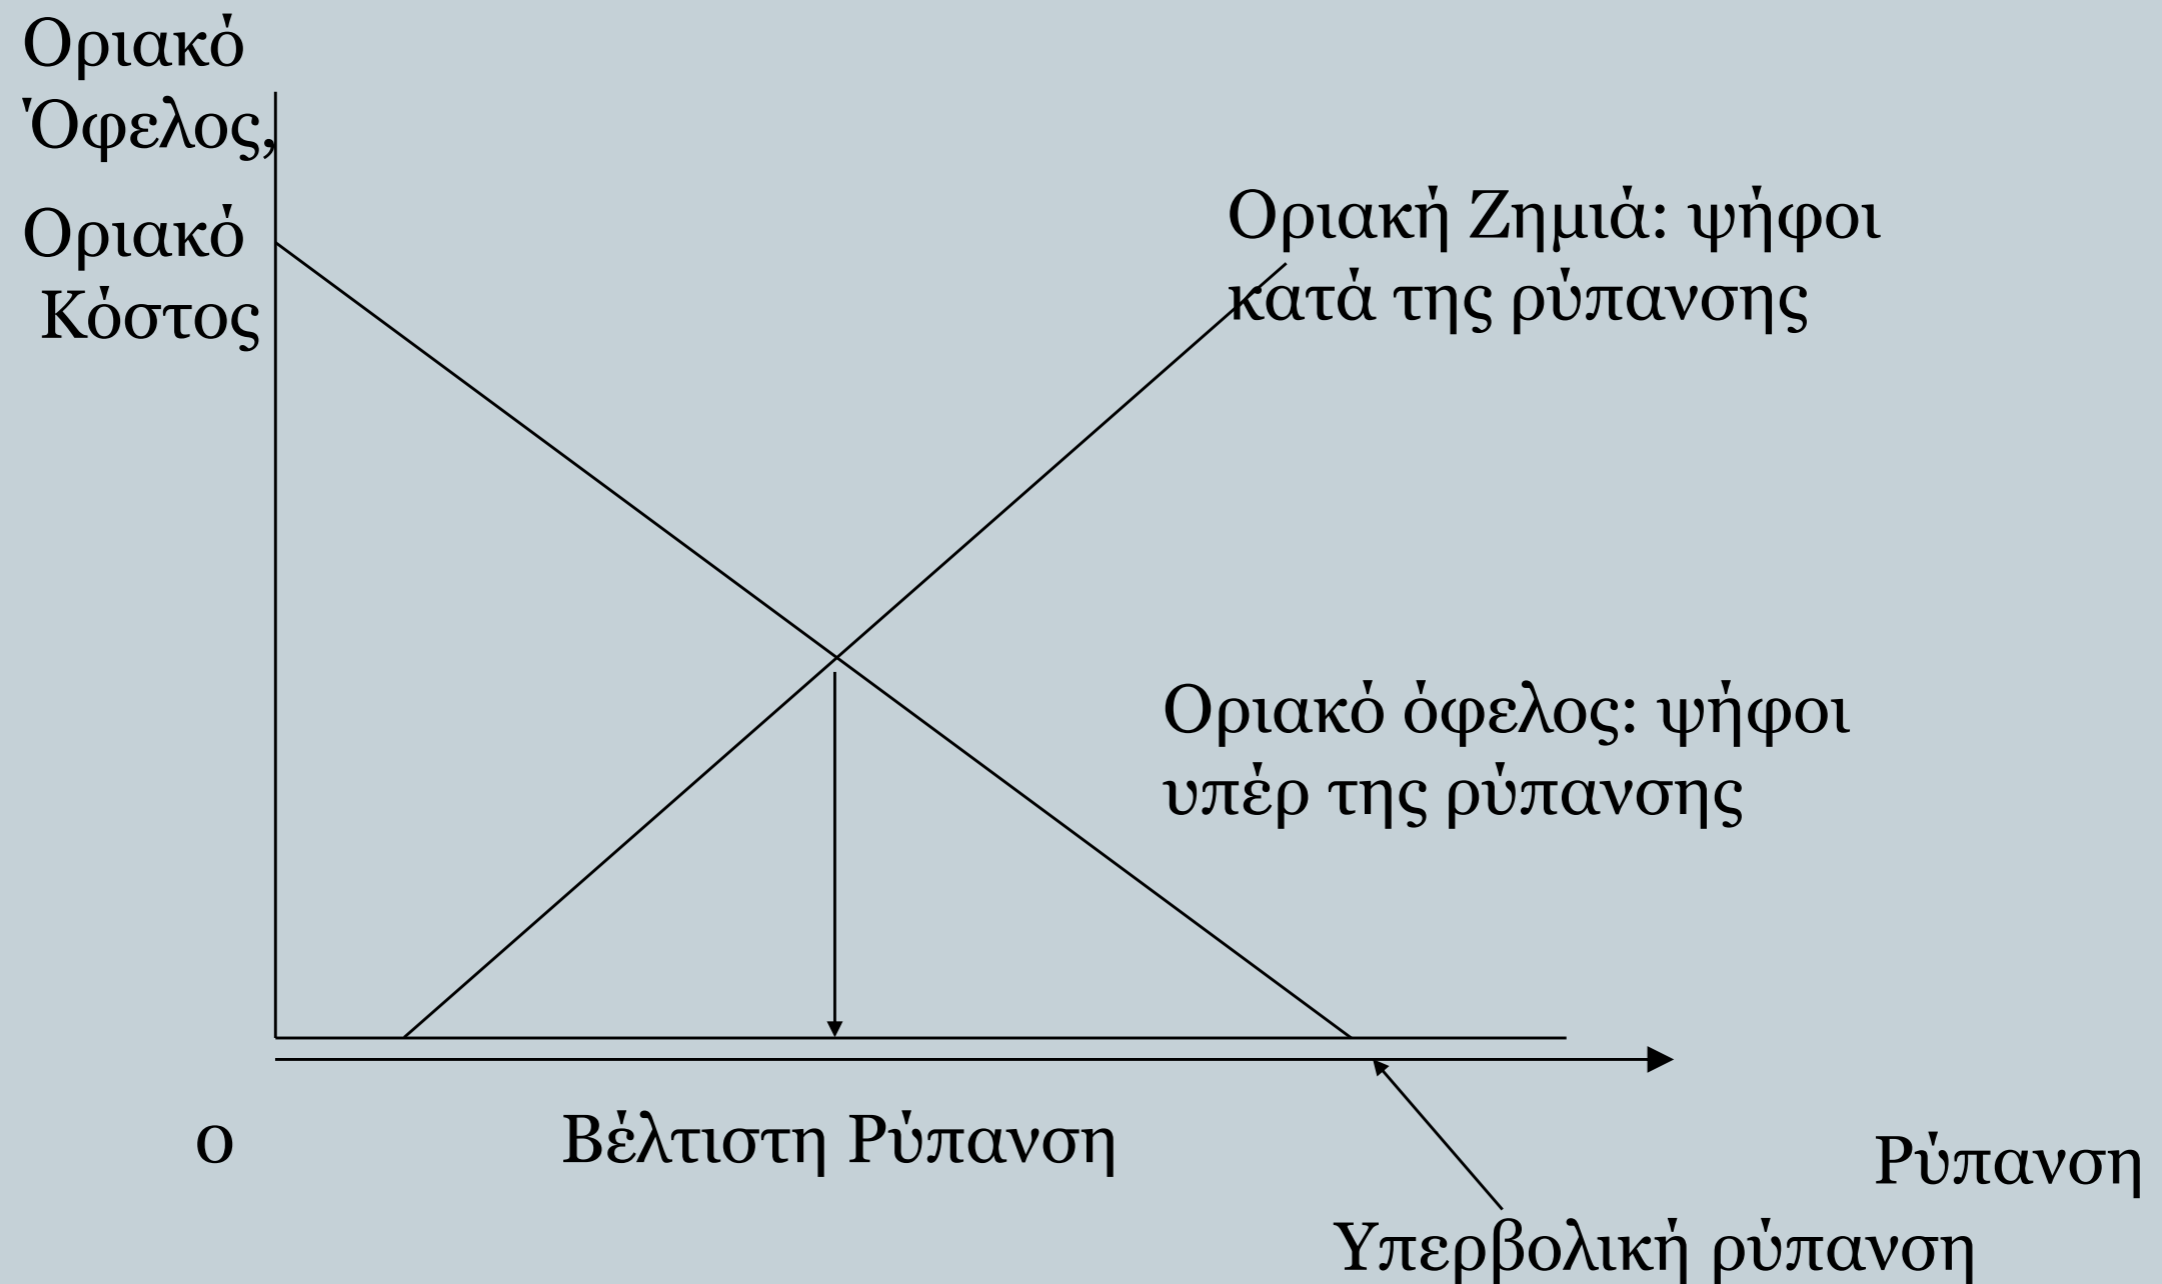 Οριακό
Όφελος,
Οριακό
Κόστος
Οριακή Ζημιά: ψήφοι
κατά της ρύπανσης
Οριακό όφελος: ψήφοι
υπέρ της ρύπανσης
0
Βέλτιστη Ρύπανση
Ρύπανση
Υπερβολική ρύπανση